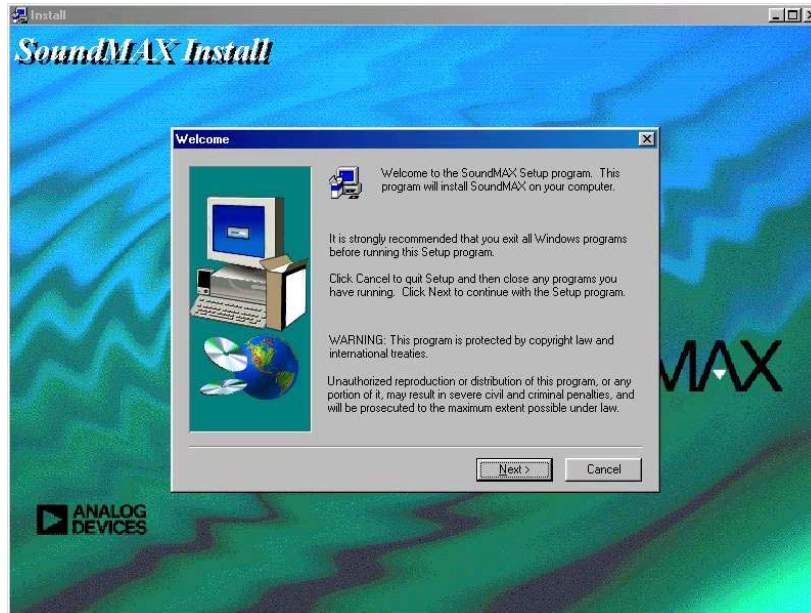 Install
SoundMAX Install
Welcome
Welcome to the SoundMAX Setup program. This
program will install SoundMAX on your computer.
It is strongly recommended that you exit all Windows programs
before running this Setup program.
Click Cancel to quit Setup and then close any programs you
have running. Click Next to continue with the Setup program.
WARNING: This program is protected by copyright law and
international treaties.
Unauthorized reproduction or distribution of this program, or any
portion of it, may result in severe civil and criminal penalties, and
will be prosecuted to the maximum extent possible under law.
MAX
Next >
Cancel
ANALOG
DEVICES